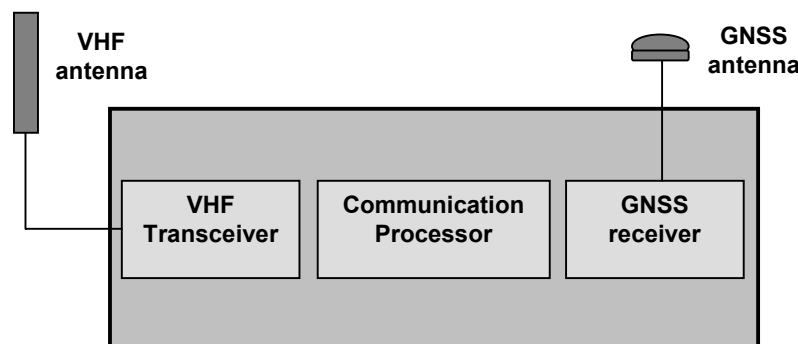 VHF
antenna
GNSS
antenna
VHF
Transceiver
Communication
Processor
GNSS
receiver